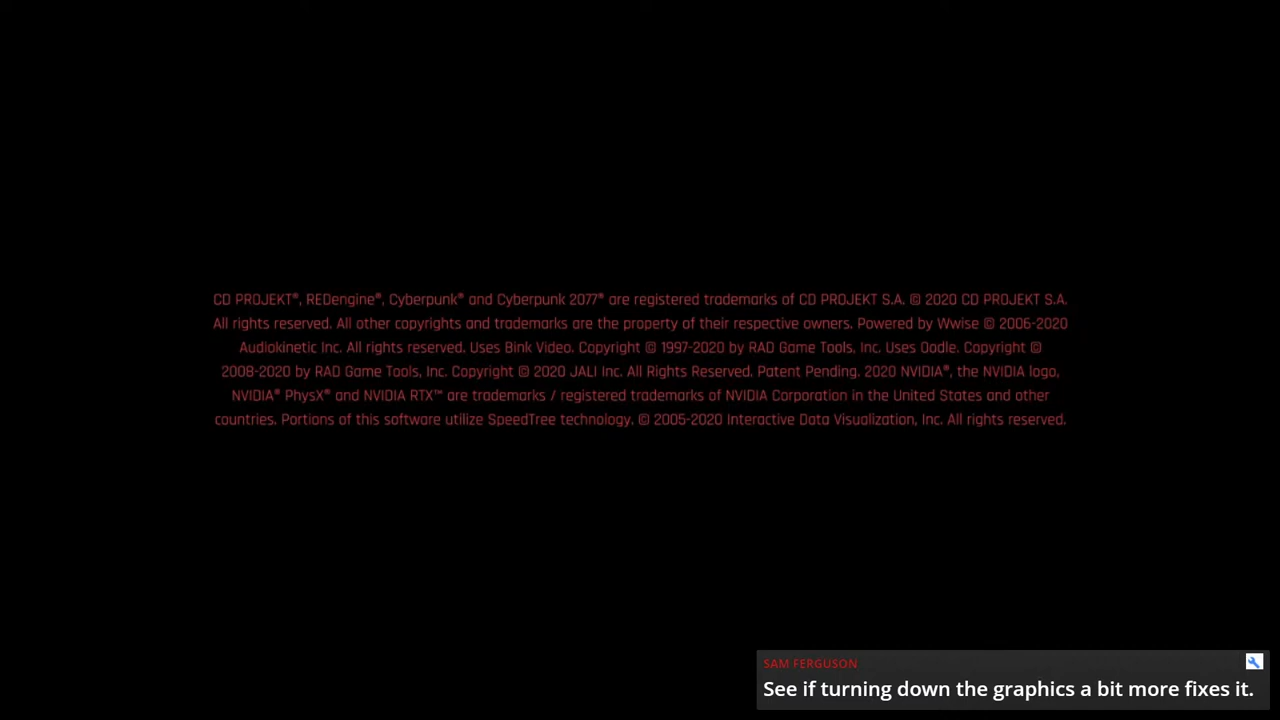 CD PROJEKT®, REDengine®, Cyberpunk® and Cyberpunk 2077® are registered trademarks of CD PROJEKT S.A. © 2020 CD PROJEKT S.A.
All rights reserved. All other copyrights and trademarks are the property of their respective owners. Powered by Wwise © 2006-2020
Audiokinetic Inc. All rights reserved. Uses Bink Video. Copyright © 1997-2020 by RAD Game Tools, Inc. Uses Oodle. Copyright ©
2008-2020 by RAD Game Tools, Inc. Copyright © 2020 JALI Inc. All Rights Reserved. Patent Pending. 2020 NVIDIA®, the NVIDIA logo,
NVIDIA® PhysX® and NVIDIA RTX™ are trademarks / registered trademarks of NVIDIA Corporation in the United States and other
countries. Portions of this software utilize SpeedTree technology. © 2005-2020 Interactive Data Visualization, Inc. All rights reserved.
SAM FERGUSON
See if turning down the graphics a bit more fixes it.